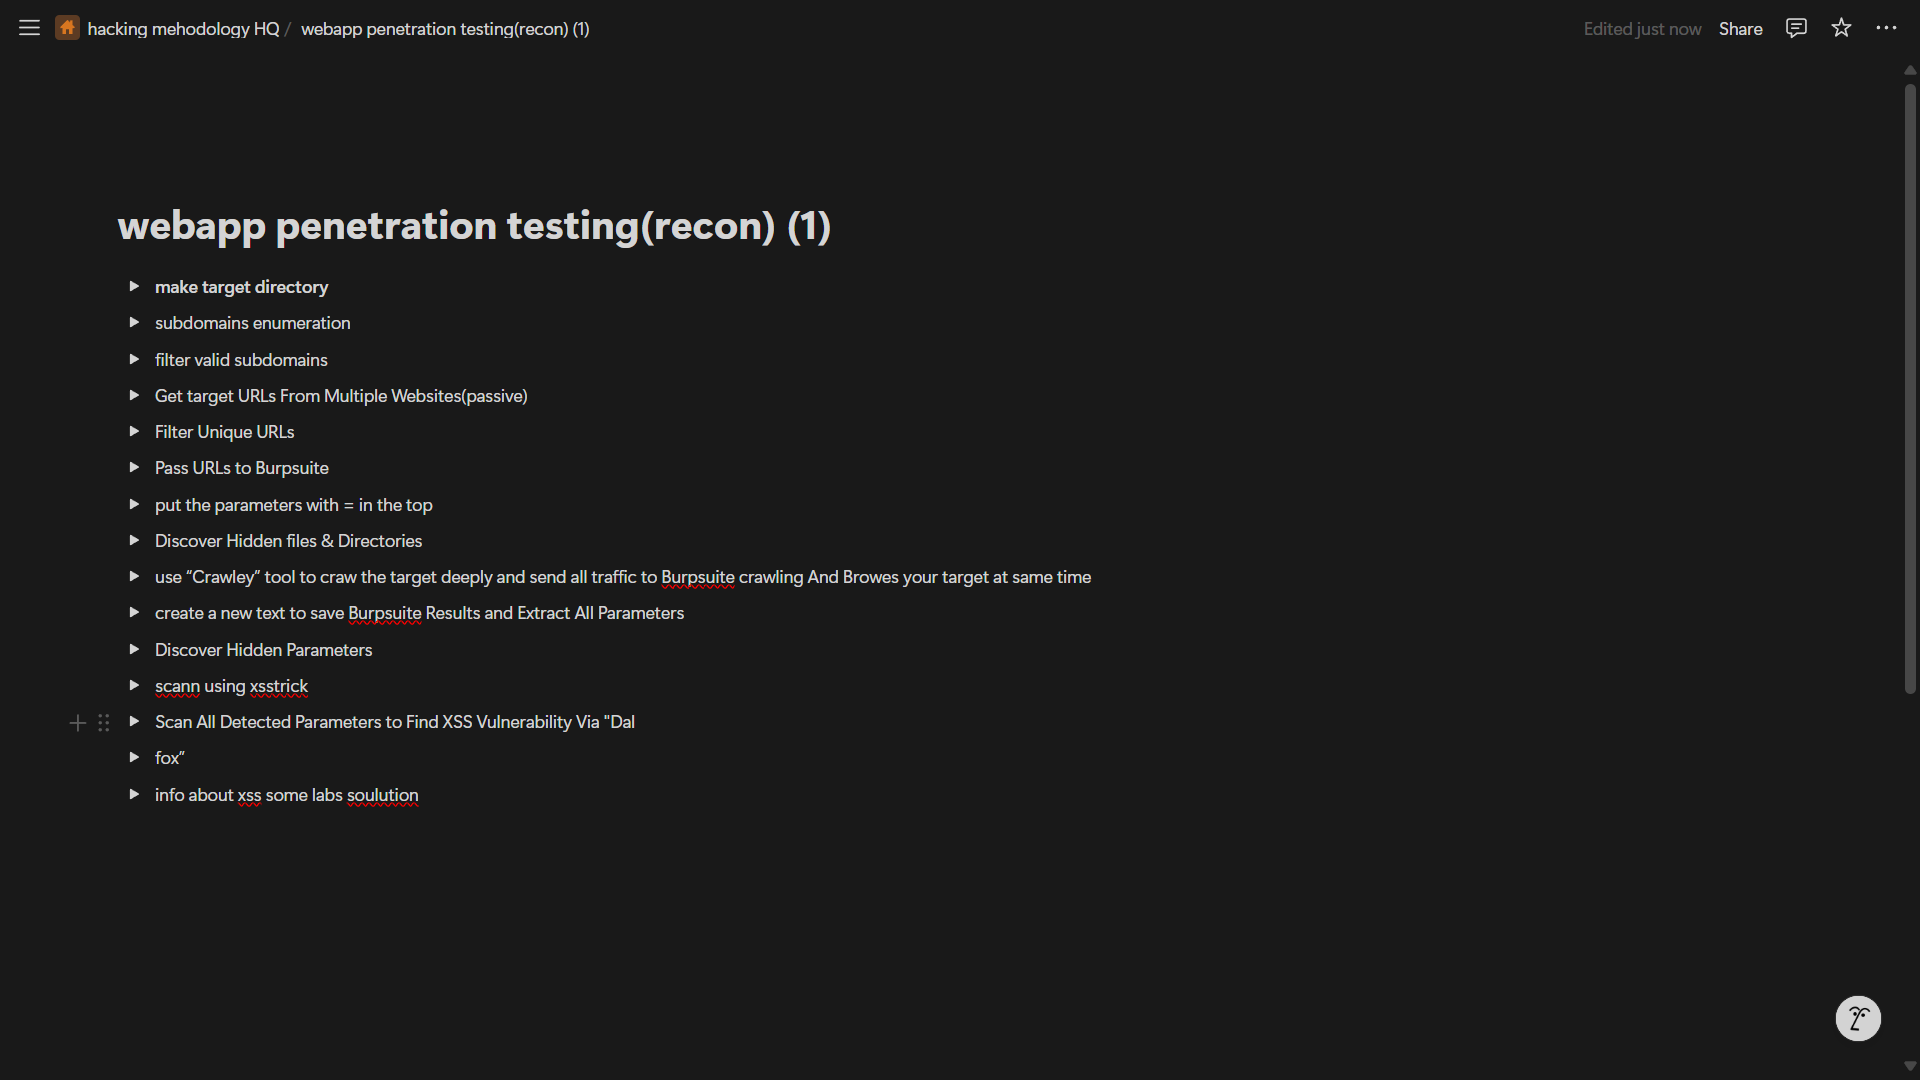 hacking mehodology HQ / webapp penetration testing(recon) (1)
Edited just now Share
webapp penetration testing(recon) (1)
make target directory
subdomains enumeration
filter valid subdomains
Get target URLs From Multiple Websites(passive)
Filter Unique URLs
Pass URLs to Burpsuite
put the parameters with = in the top
Discover Hidden files & Directories
use “Crawley” tool to craw the target deeply and send all traffic to Burpsuite crawling And Browes your target at same time
create a new text to save Burpsuite Results and Extract All Parameters
Discover Hidden Parameters
scann using xsstrick
Scan All Detected Parameters to Find XSS Vulnerability Via "Dal
fox”
info about xss some labs soulution